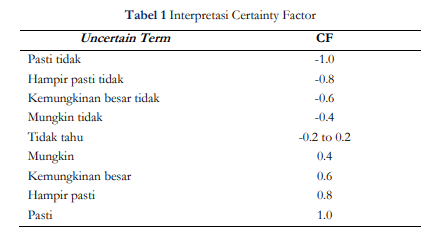 Tabel 1 Interpretasi Certainty Factor
Uncertain Term CF
Pasti tidak -1.0
Hampir pasti tidak -0.8
Kemungkinan besar tidak -0.6
Mungkin tidak -0.4
Tidak tahu -0.2 to 0.2
Mungkin 0.4
Kemungkinan besar 0.6
Hampir pasti 0.8
Pasti 1.0